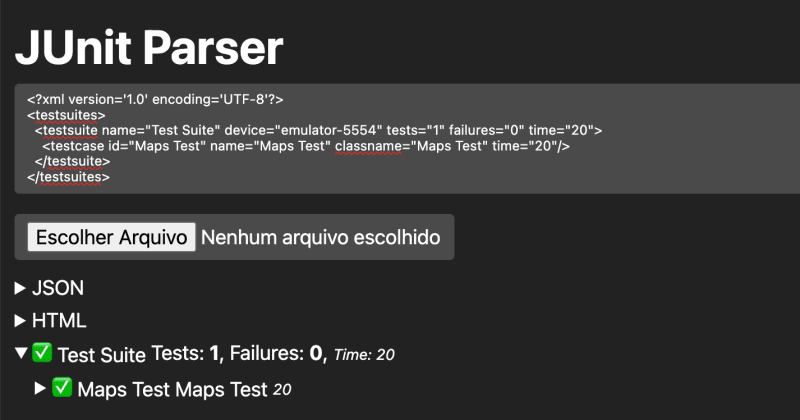 JUnit Parser
<?xml version='1.0' encoding='UTF-8'?>
<testsuites>
<testsuite name="Test Suite" device="emulator-5554" tests="1" failures="0" time="20">
<testcase id="Maps Test" name="Maps Test" classname="Maps Test" time="20"/>
</testsuite>
</testsuites>
Escolher Arquivo Nenhum arquivo escolhido
JSON
HTML
Test Suite Tests: 1, Failures: 0, Time: 20
Maps Test Maps Test 20